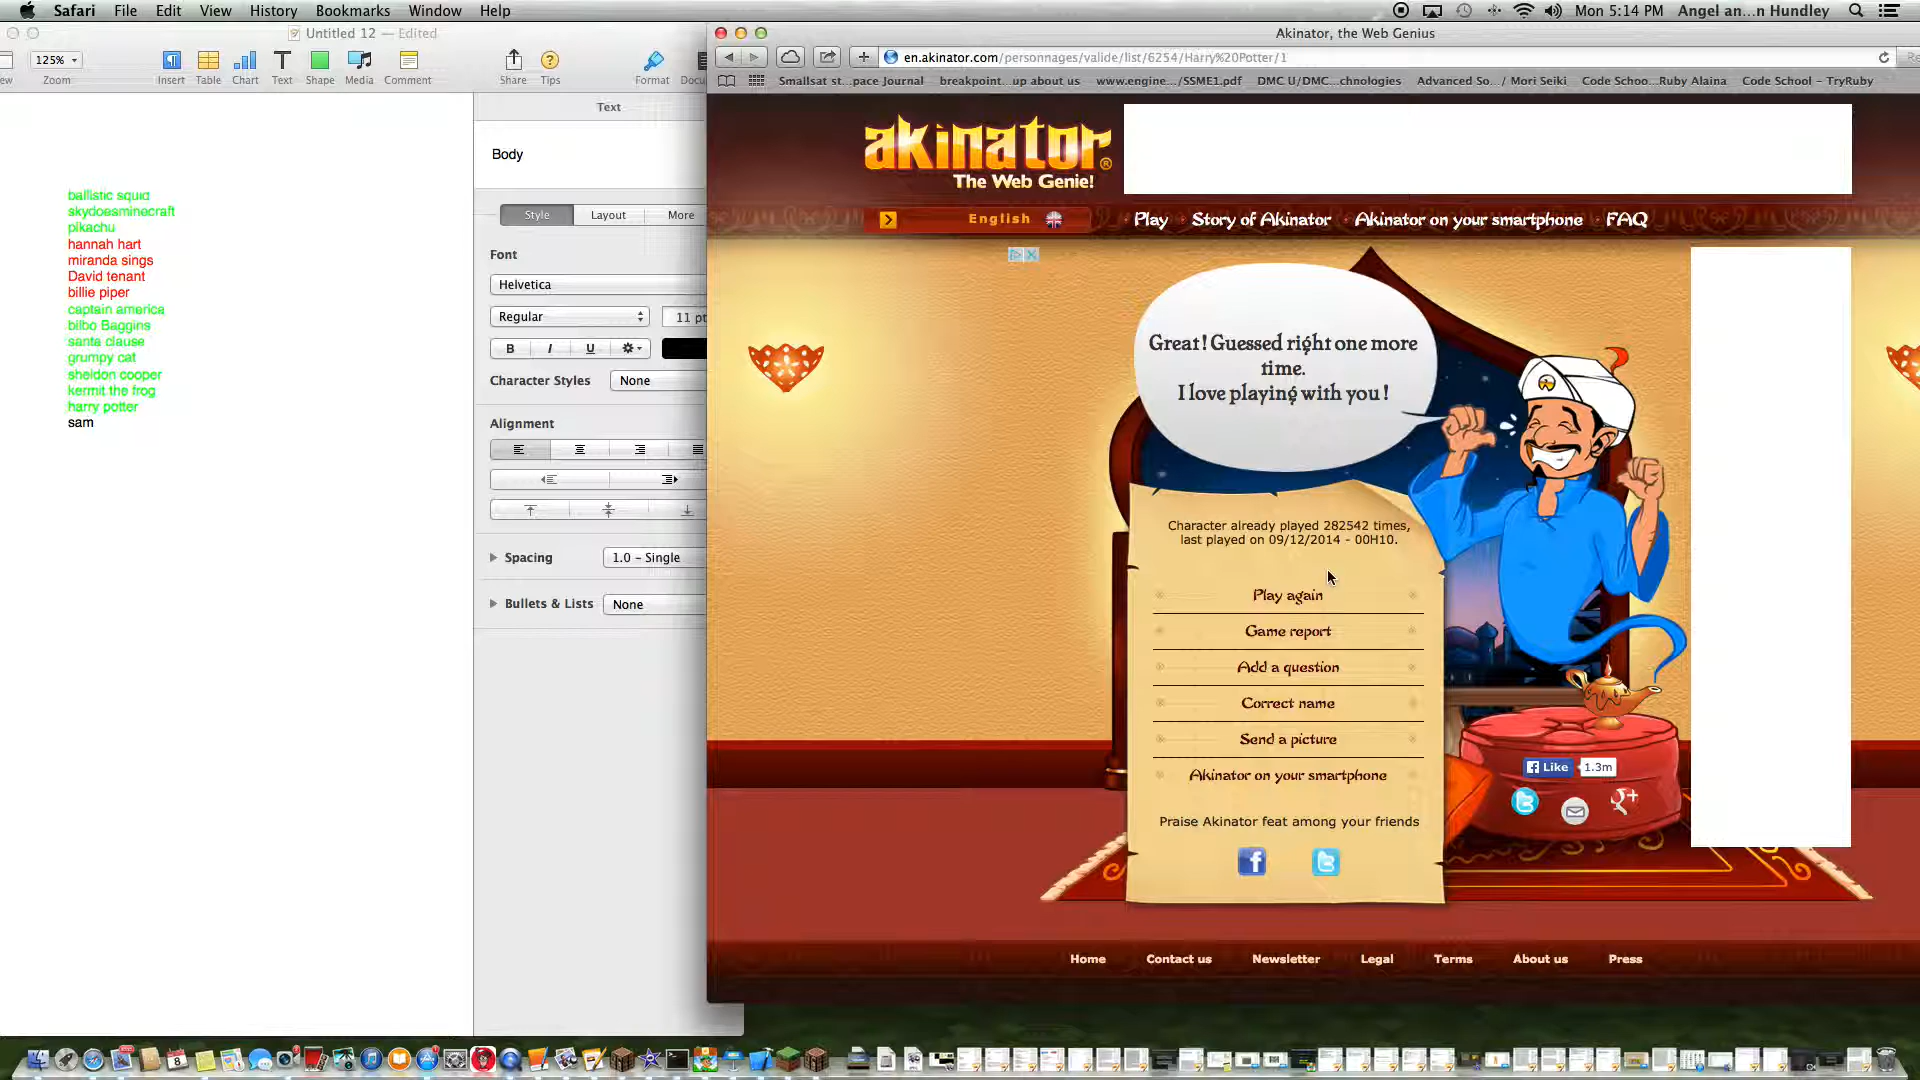 Safari File Edit View History Bookmarks Window Help
Mon 5:14 PM Angel an...n Hundley
Untitled 12 — Edited
125%
Zoom
Insert Table Chart Text Shape Media Comment Share Tips Format
Text
Body
Style Layout More
Font
Helvetica
Regular
11 pt
B I U
Character Styles None
Alignment
Spacing 1.0 - Single
Bullets & Lists None
ballistic squid
skydoesminecraft
pikachu
hannah hart
miranda sings
David tenant
billie piper
captain america
bilbo Baggins
santa clause
grumpy cat
sheldon cooper
kermit the frog
harry potter
sam
Akinator, the Web Genius
en.akinator.com/personnages/valide/list/6254/Harry%20Potter/1
Smallsat st...pace Journal breakpoint...up about us www.engine.../SSME1.pdf DMC U/DMC...chnologies Advanced So... / Mori Seiki Code Schoo...Ruby Alaina Code School - TryRuby
akinator®
The Web Genie!
English
Play Story of Akinator Akinator on your smartphone FAQ
Great! Guessed right one more
time.
I love playing with you!
Character already played 282542 times,
last played on 09/12/2014 - 00H10.
Play again
Game report
Add a question
Correct name
Send a picture
Akinator on your smartphone
Praise Akinator feat among your friends
Like 1.3m
Home Contact us Newsletter Legal Terms About us Press